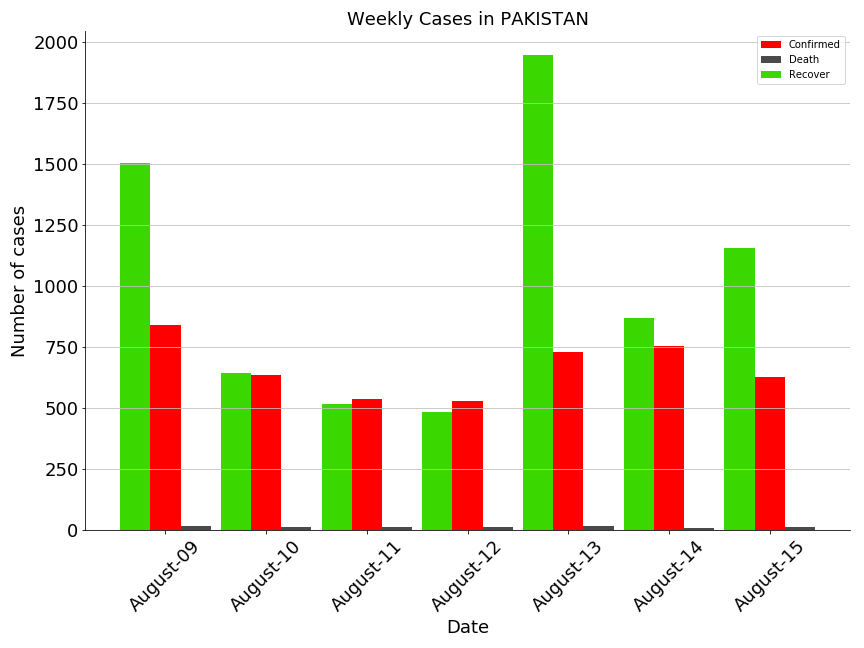 Weekly Cases in PAKISTAN
Confirmed
Death
Recover
Number of cases
2000
1750
1500
1250
1000
750
500
250
0
August-09
August-10
August-11
August-12
August-13
August-14
August-15
Date